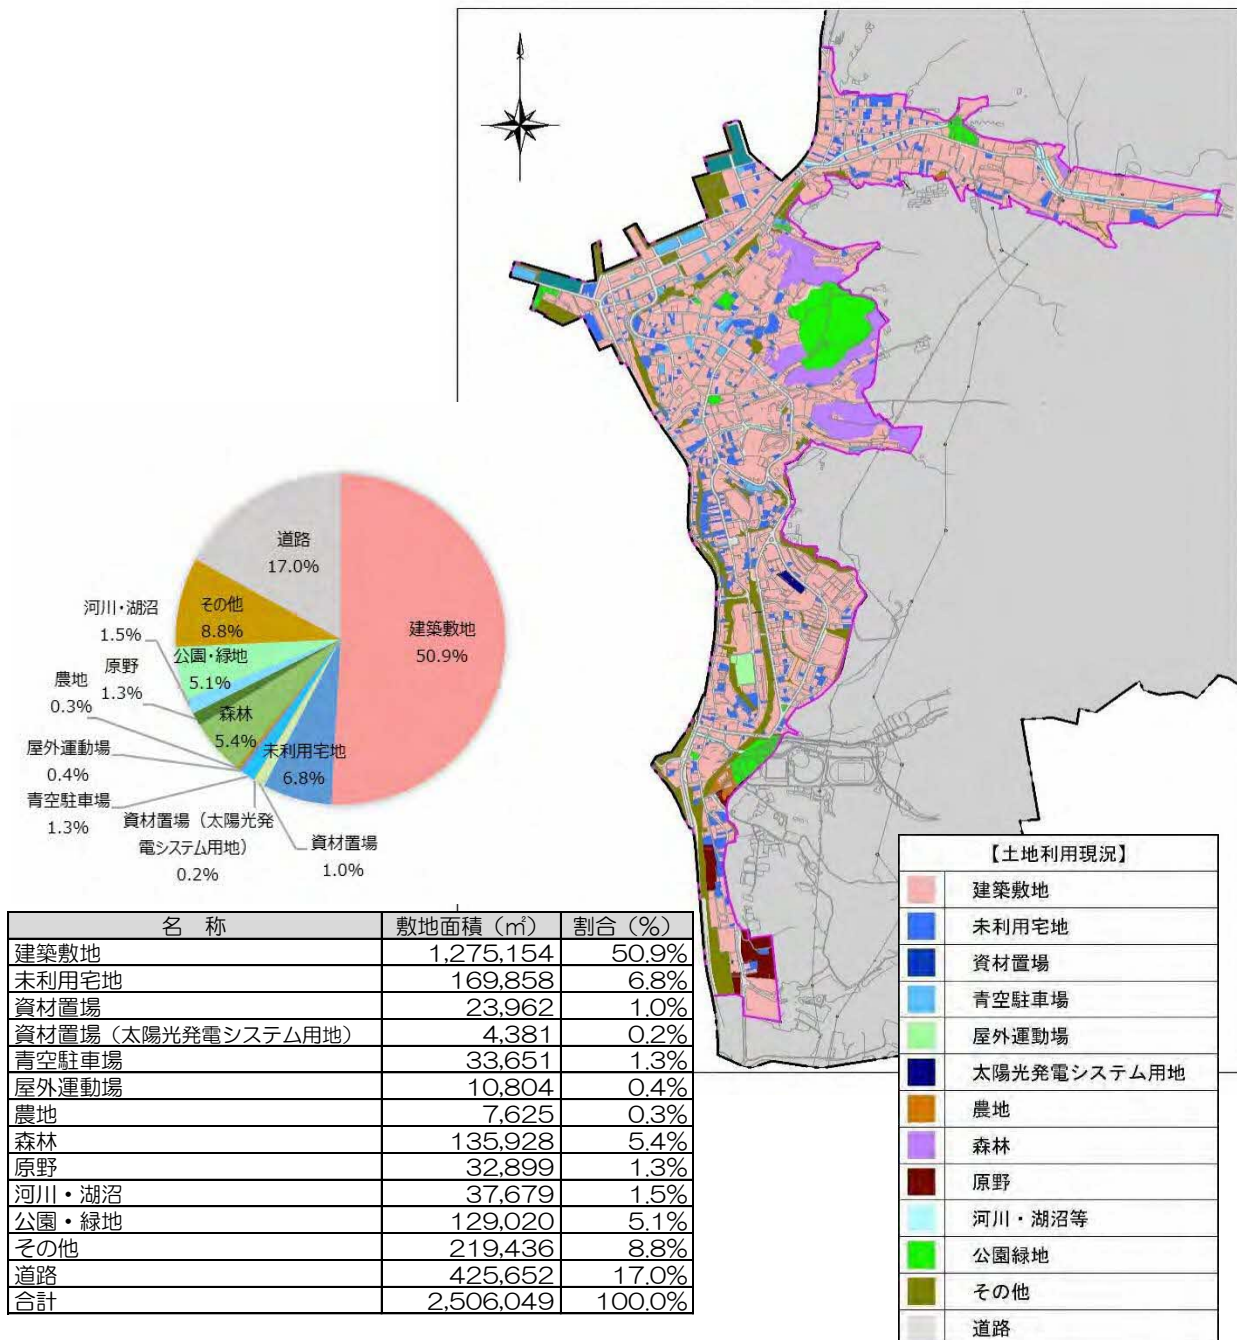 道路
17.0%
河川・湖沼
1.5%
その他
8.8%
建築敷地
50.9%
公園・緑地
5.1%
原野
1.3%
農地
0.3%
森林
5.4%
屋外運動場
0.4%
未利用宅地
6.8%
青空駐車場
1.3%
資材置場（太陽光発
電システム用地）
0.2%
資材置場
1.0%
名　称 敷地面積（㎡） 割合（%）
建築敷地 1,275,154 50.9%
未利用宅地 169,858 6.8%
資材置場 23,962 1.0%
資材置場（太陽光発電システム用地） 4,381 0.2%
青空駐車場 33,651 1.3%
屋外運動場 10,804 0.4%
農地 7,625 0.3%
森林 135,928 5.4%
原野 32,899 1.3%
河川・湖沼 37,679 1.5%
公園・緑地 129,020 5.1%
その他 219,436 8.8%
道路 425,652 17.0%
合計 2,506,049 100.0%
【土地利用現況】
建築敷地
未利用宅地
資材置場
青空駐車場
屋外運動場
太陽光発電システム用地
農地
森林
原野
河川・湖沼等
公園緑地
その他
道路